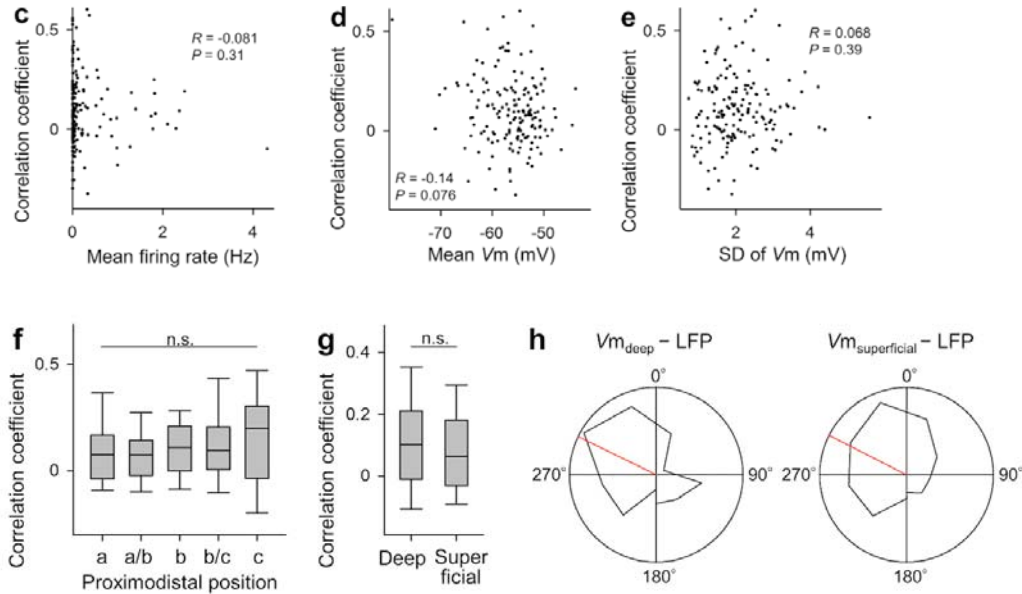 c
Correlation coefficient
0.5
0
R = -0.081
P = 0.31
0
2
4
Mean firing rate (Hz)
d
Correlation coefficient
0.5
0
R = -0.14
P = 0.076
-70
-60
-50
Mean Vm (mV)
e
Correlation coefficient
0.5
0
R = 0.068
P = 0.39
2
4
SD of Vm (mV)
f
Correlation coefficient
0.5
0
n.s.
a
a/b
b
b/c
c
Proximodistal position
g
Correlation coefficient
0.4
0.2
0
n.s.
Deep
Super
ficial
h
Vmdeep – LFP
0°
270°
90°
180°
Vmsuperficial – LFP
0°
270°
90°
180°